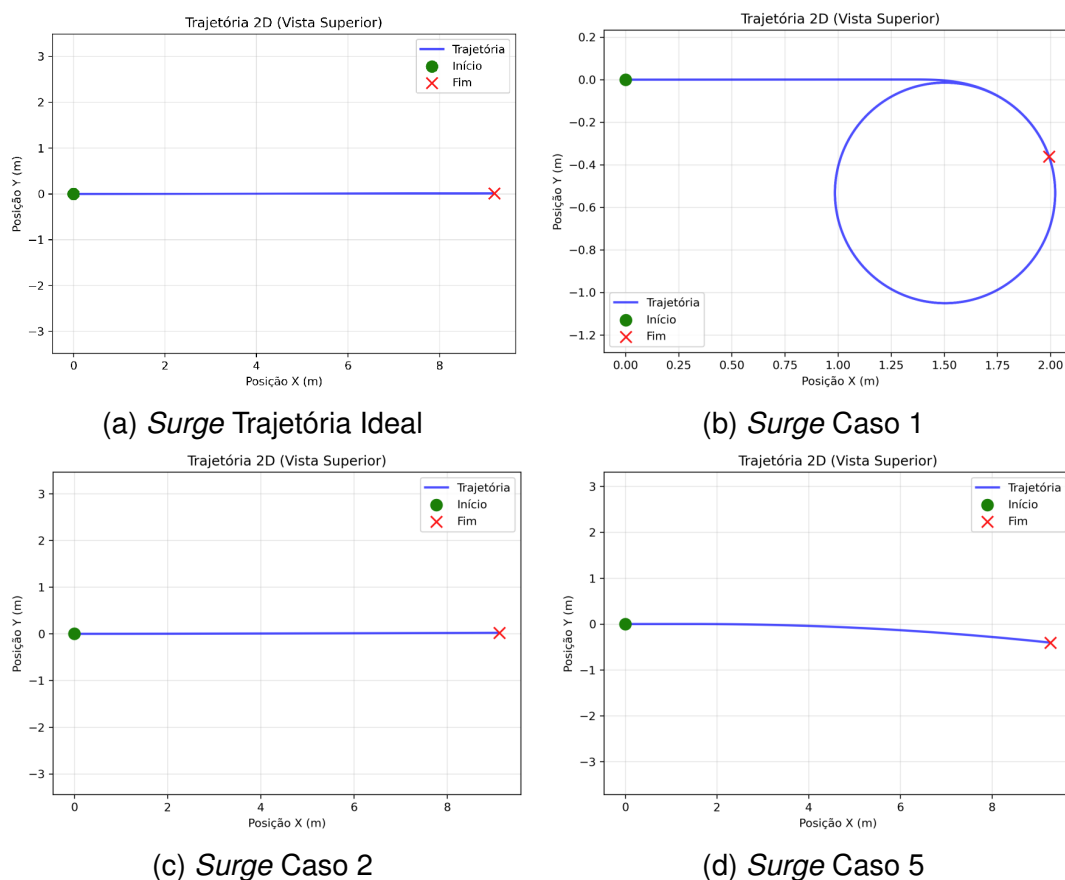 Trajetória 2D (Vista Superior)
3
2
1
0
−1
−2
−3
Posição Y (m)
Trajetória
Início
Fim
0
2
4
6
8
Posição X (m)
(a) Surge Trajetória Ideal
Trajetória 2D (Vista Superior)
0.2
0.0
−0.2
−0.4
−0.6
−0.8
−1.0
−1.2
Posição Y (m)
Trajetória
Início
Fim
0.00
0.25
0.50
0.75
1.00
1.25
1.50
1.75
2.00
Posição X (m)
(b) Surge Caso 1
Trajetória 2D (Vista Superior)
3
2
1
0
−1
−2
−3
Posição Y (m)
Trajetória
Início
Fim
0
2
4
6
8
Posição X (m)
(c) Surge Caso 2
Trajetória 2D (Vista Superior)
3
2
1
0
−1
−2
−3
Posição Y (m)
Trajetória
Início
Fim
0
2
4
6
8
Posição X (m)
(d) Surge Caso 5